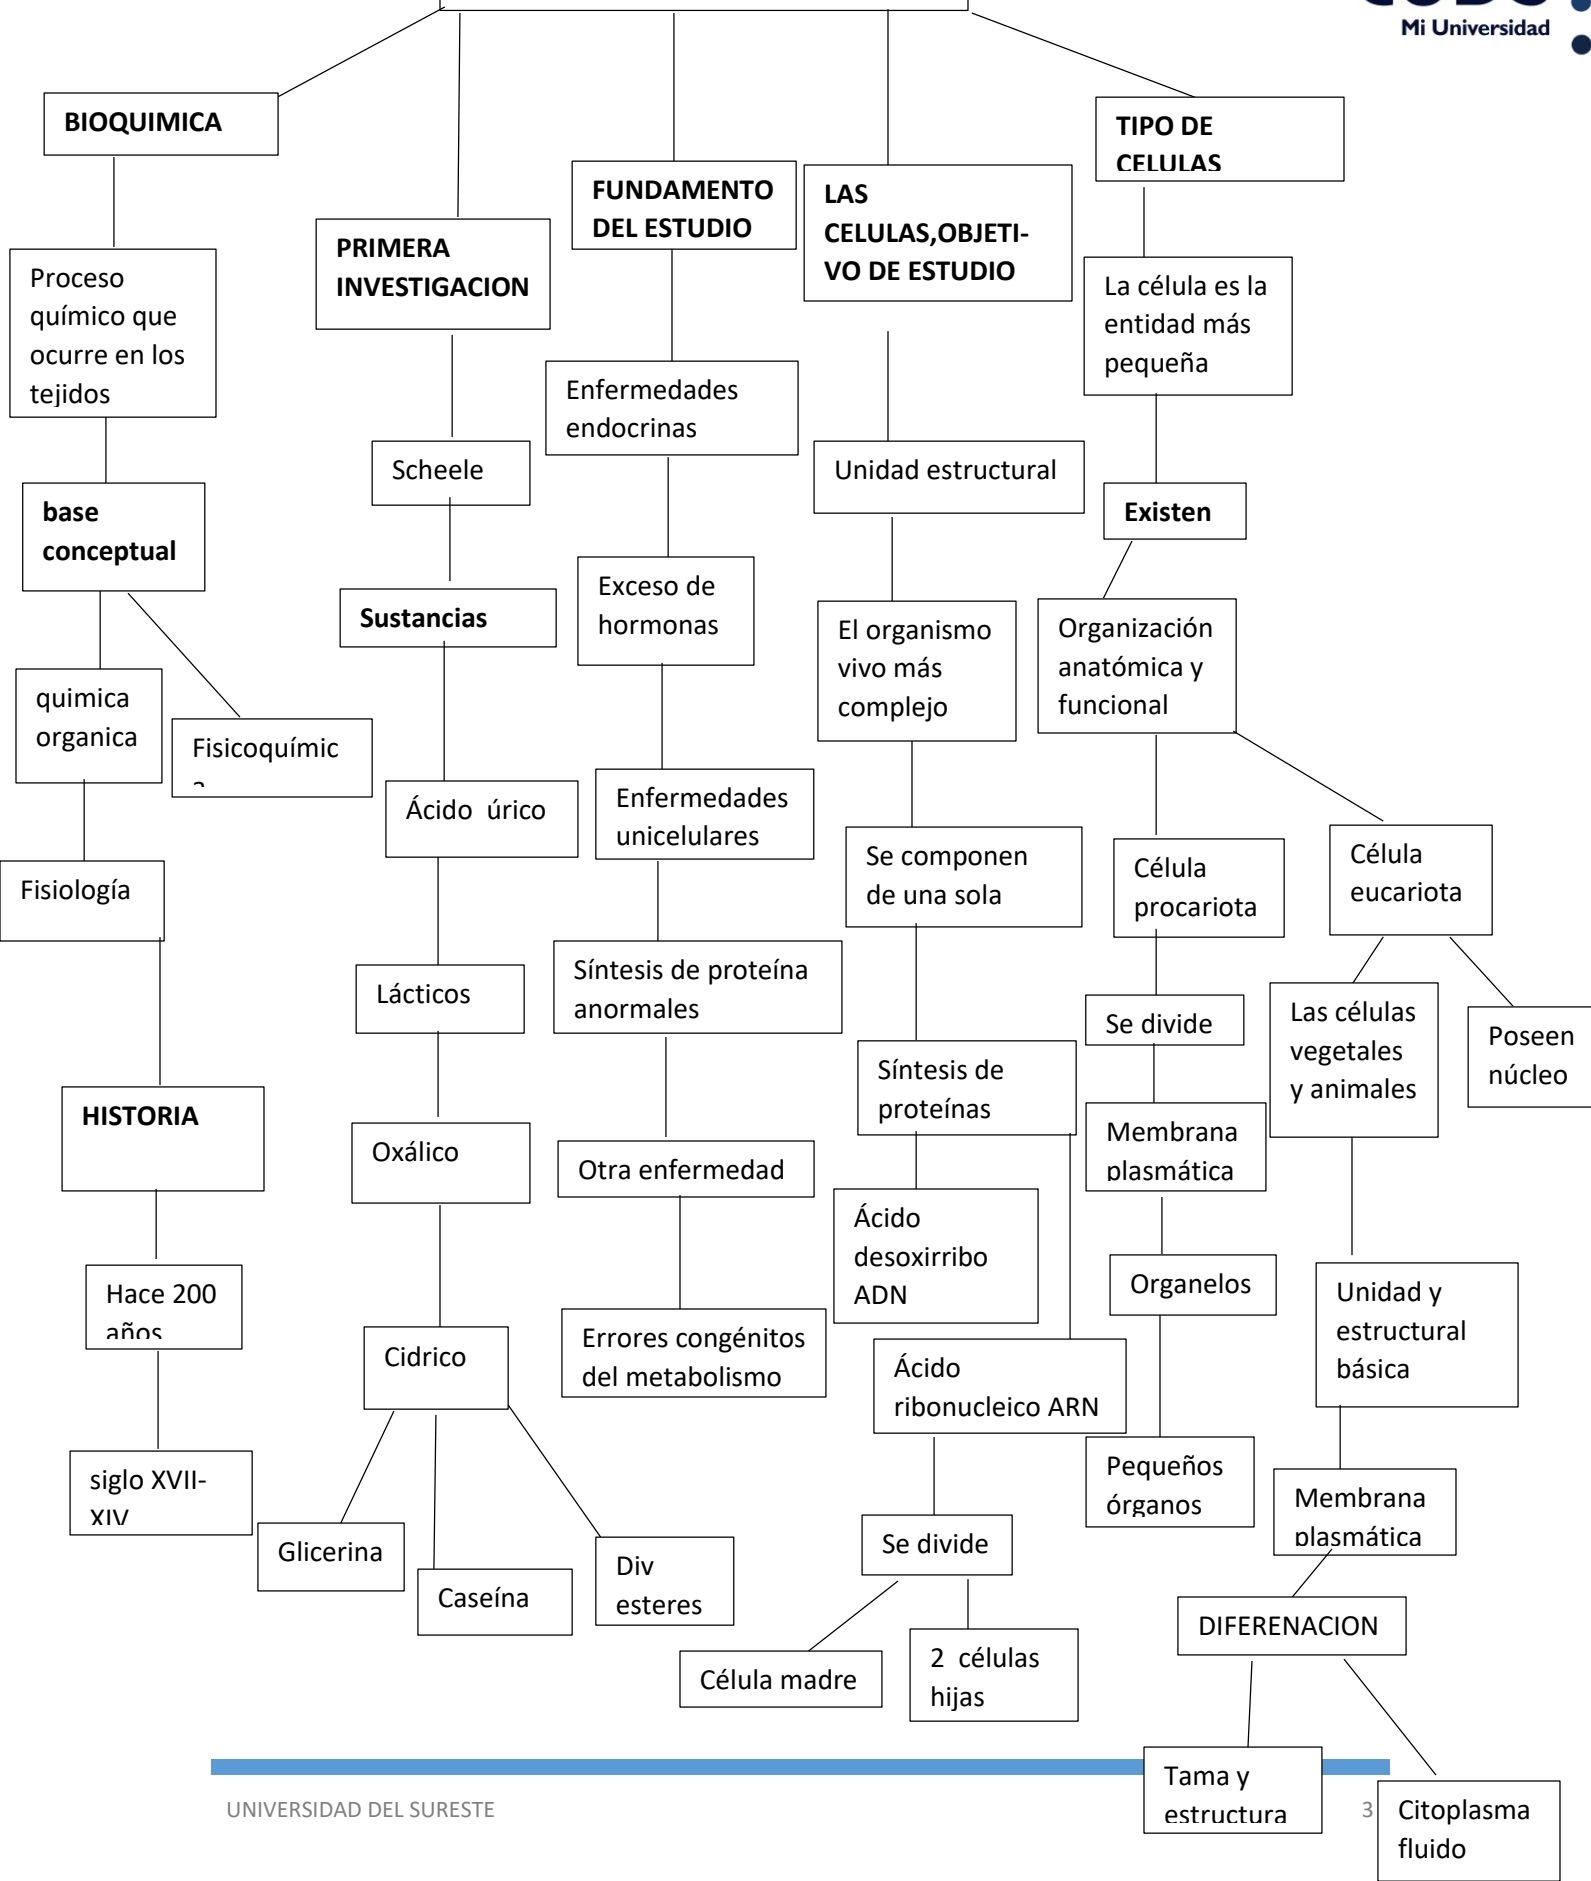 Mi Universidad
BIOQUIMICA
Proceso
químico que
ocurre en los
tejidos
base
conceptual
quimica
organica
Fisicoquímic
Fisiología
HISTORIA
Hace 200
años
siglo XVII-
XIV
PRIMERA
INVESTIGACION
Scheele
Sustancias
Ácido úrico
Lácticos
Oxálico
Cidrico
Glicerina
Caseína
Div
esteres
FUNDAMENTO
DEL ESTUDIO
Enfermedades
endocrinas
Exceso de
hormonas
Enfermedades
unicelulares
Síntesis de proteína
anormales
Otra enfermedad
Errores congénitos
del metabolismo
LAS
CELULAS,OBJETI-
VO DE ESTUDIO
Unidad estructural
El organismo
vivo más
complejo
Se componen
de una sola
Síntesis de
proteínas
Ácido
desoxirribo
ADN
Ácido
ribonucleico ARN
Se divide
Célula madre
2 células
hijas
TIPO DE
CELULAS
La célula es la
entidad más
pequeña
Existen
Organización
anatómica y
funcional
Célula
procariota
Se divide
Membrana
plasmática
Organelos
Pequeños
órganos
Célula
eucariota
Las células
vegetales
y animales
Poseen
núcleo
Unidad y
estructural
básica
Membrana
plasmática
DIFERENACION
Tama y
estructura
Citoplasma
fluido
UNIVERSIDAD DEL SURESTE
3